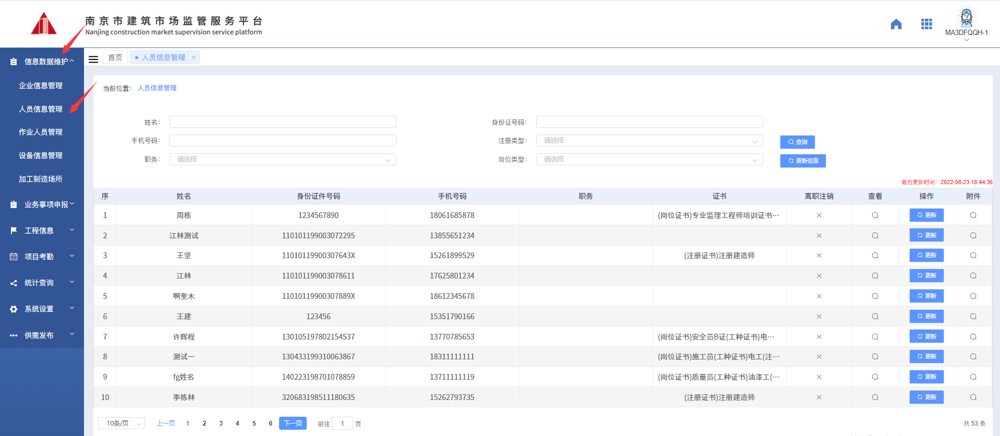 南京市建筑市场监管服务平台
Nanjing construction market supervision service platform
MA3DFQQH-1
信息数据维护
企业信息管理
人员信息管理
作业人员管理
设备信息管理
加工制造场所
业务事项申报
工程信息
项目考勤
统计查询
系统设置
供需发布
首页 人员信息管理 ×
当前位置： 人员信息管理
姓名： 身份证号码：
手机号码： 注册类型： 请选择 查询
职务： 请选择 岗位类型： 请选择 更新信息
最后更新时间：2022-08-23 18:44:36
序 姓名 身份证件号码 手机号码 职务 证书 离职注销 查看 操作 附件
1 周栋 1234567890 18061685878 (岗位证书)专业监理工程师培训证书··· 更新
2 江林测试 110101199003072295 13855651234 更新
3 王坚 11010119900307643X 15261899529 (注册证书)注册建造师 更新
4 江林 110101199003078611 17625801234 更新
5 啊奎木 11010119900307889X 18612345678 更新
6 王建 123456 15351790166 更新
7 许辉程 130105197802154537 13770785653 (岗位证书)安全员B证(工种证书)电··· 更新
8 测试一 130433199310063867 18311111111 (岗位证书)施工员(工种证书)电工(注··· 更新
9 fg姓名 140223198701078859 13711111119 (岗位证书)质量员(工种证书)油漆工(··· 更新
10 季栋林 320683198511180635 15262793735 (注册证书)注册建造师 更新
10条/页 上一页 1 2 3 4 5 6 下一页 前往 1 页 共 53 条